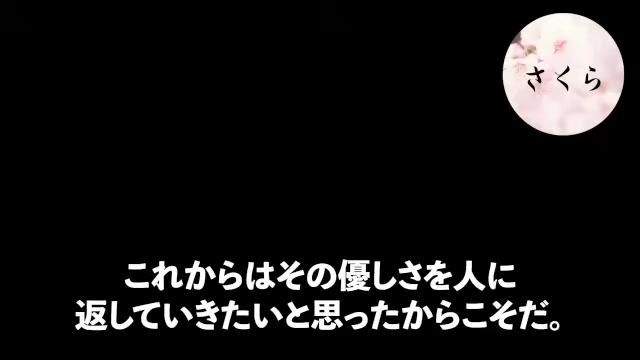 さくら
これからはその優しさを人に
返していきたいと思ったからこそだ。